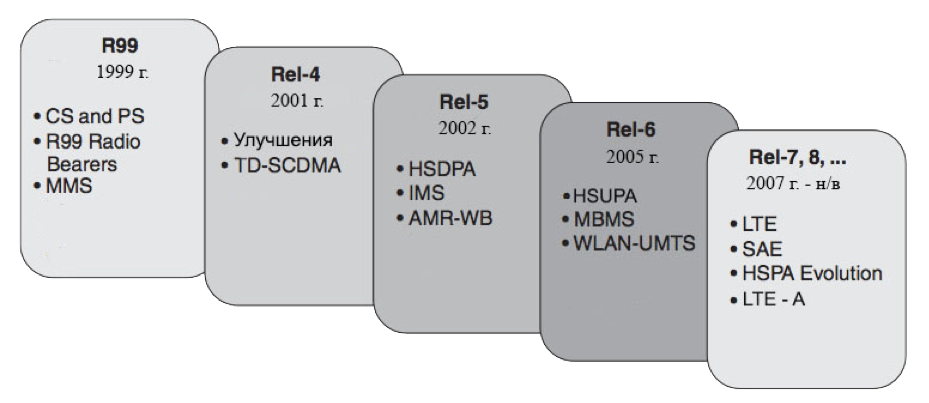 R99
1999 г.
• CS and PS
• R99 Radio
Bearers
• MMS
Rel-4
2001 г.
• Улучшения
• TD-SCDMA
Rel-5
2002 г.
• HSDPA
• IMS
• AMR-WB
Rel-6
2005 г.
• HSUPA
• MBMS
• WLAN-UMTS
Rel-7, 8, ...
2007 г. - н/в
• LTE
• SAE
• HSPA Evolution
• LTE - A